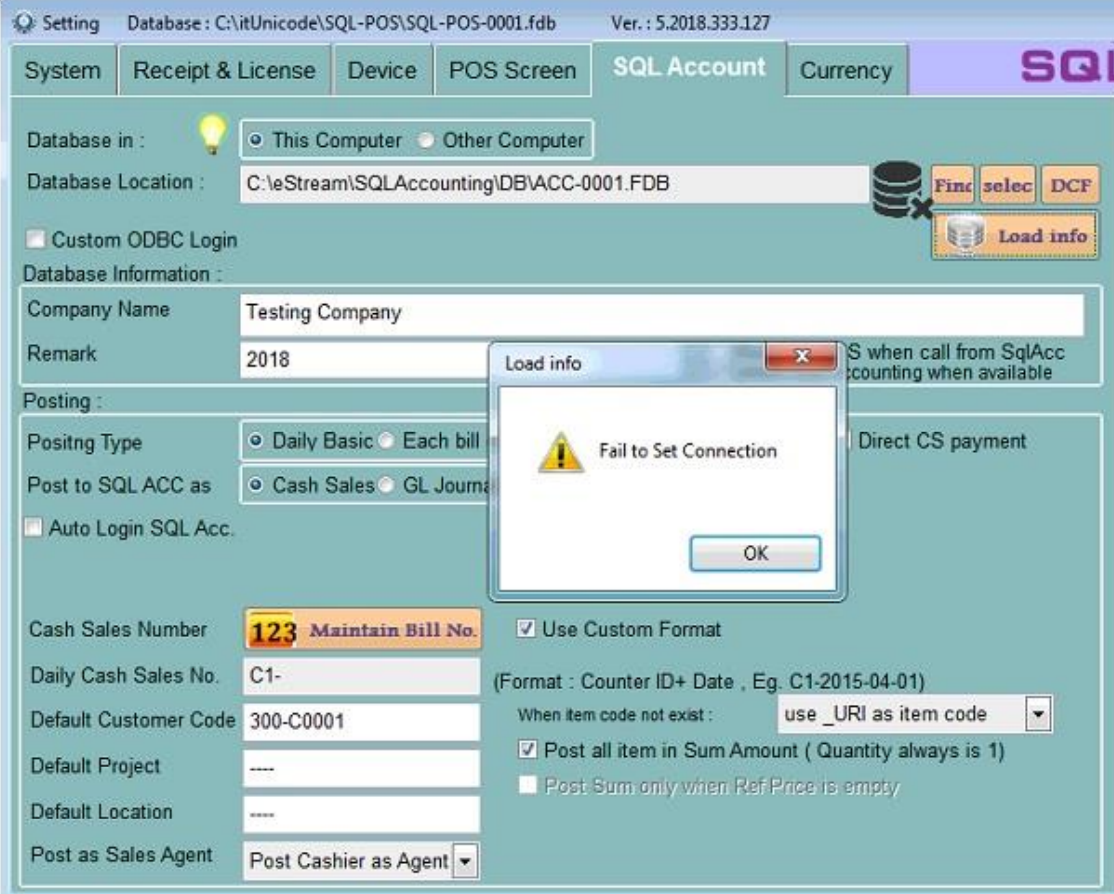 Setting Database : C:\itUnicode\SQL-POS\SQL-POS-0001.fdb Ver. : 5.2018.333.127
System Receipt & License Device POS Screen SQL Account Currency SQL
Database in : This Computer Other Computer
Database Location : C:\eStream\SQLAccounting\DB\ACC-0001.FDB Find selec DCF
Custom ODBC Login Load info
Database Information :
Company Name Testing Company
Remark 2018 S when call from SqlAcc
counting when available
Posting :
Load info
Fail to Set Connection
OK
Positng Type Daily Basic Each bill Direct CS payment
Post to SQL ACC as Cash Sales GL Journa
Auto Login SQL Acc.
Cash Sales Number 123 Maintain Bill No. Use Custom Format
Daily Cash Sales No. C1- (Format : Counter ID+ Date , Eg. C1-2015-04-01)
Default Customer Code 300-C0001 When item code not exist : use _URI as item code
Default Project ---- Post all item in Sum Amount ( Quantity always is 1)
Post Sum only when Ref Price is empty
Default Location ----
Post as Sales Agent Post Cashier as Agent